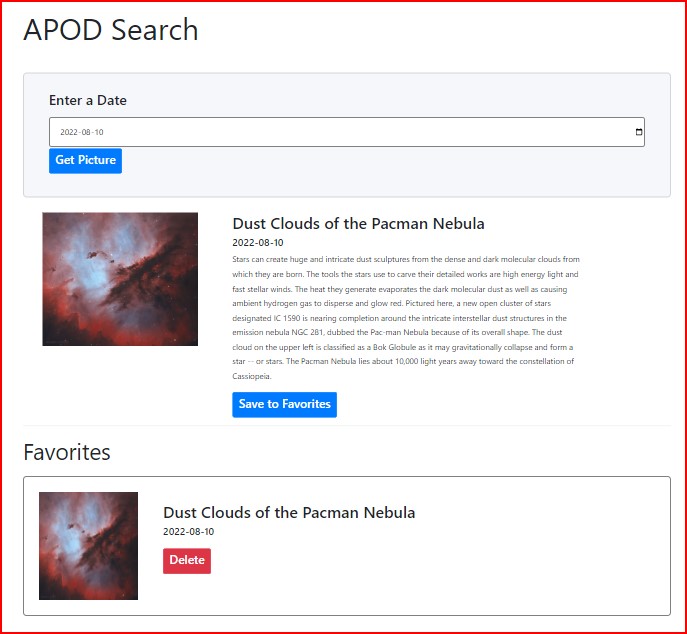 APOD Search
Enter a Date
2022-08-10
Get Picture
Dust Clouds of the Pacman Nebula
2022-08-10
Stars can create huge and intricate dust sculptures from the dense and dark molecular clouds from
which they are born. The tools the stars use to carve their detailed works are high energy light and
fast stellar winds. The heat they generate evaporates the dark molecular dust as well as causing
ambient hydrogen gas to disperse and glow red. Pictured here, a new open cluster of stars
designated IC 1590 is nearing completion around the intricate interstellar dust structures in the
emission nebula NGC 281, dubbed the Pac-man Nebula because of its overall shape. The dust
cloud on the upper left is classified as a Bok Globule as it may gravitationally collapse and form a
star -- or stars. The Pacman Nebula lies about 10,000 light years away toward the constellation of
Cassiopeia.
Save to Favorites
Favorites
Dust Clouds of the Pacman Nebula
2022-08-10
Delete